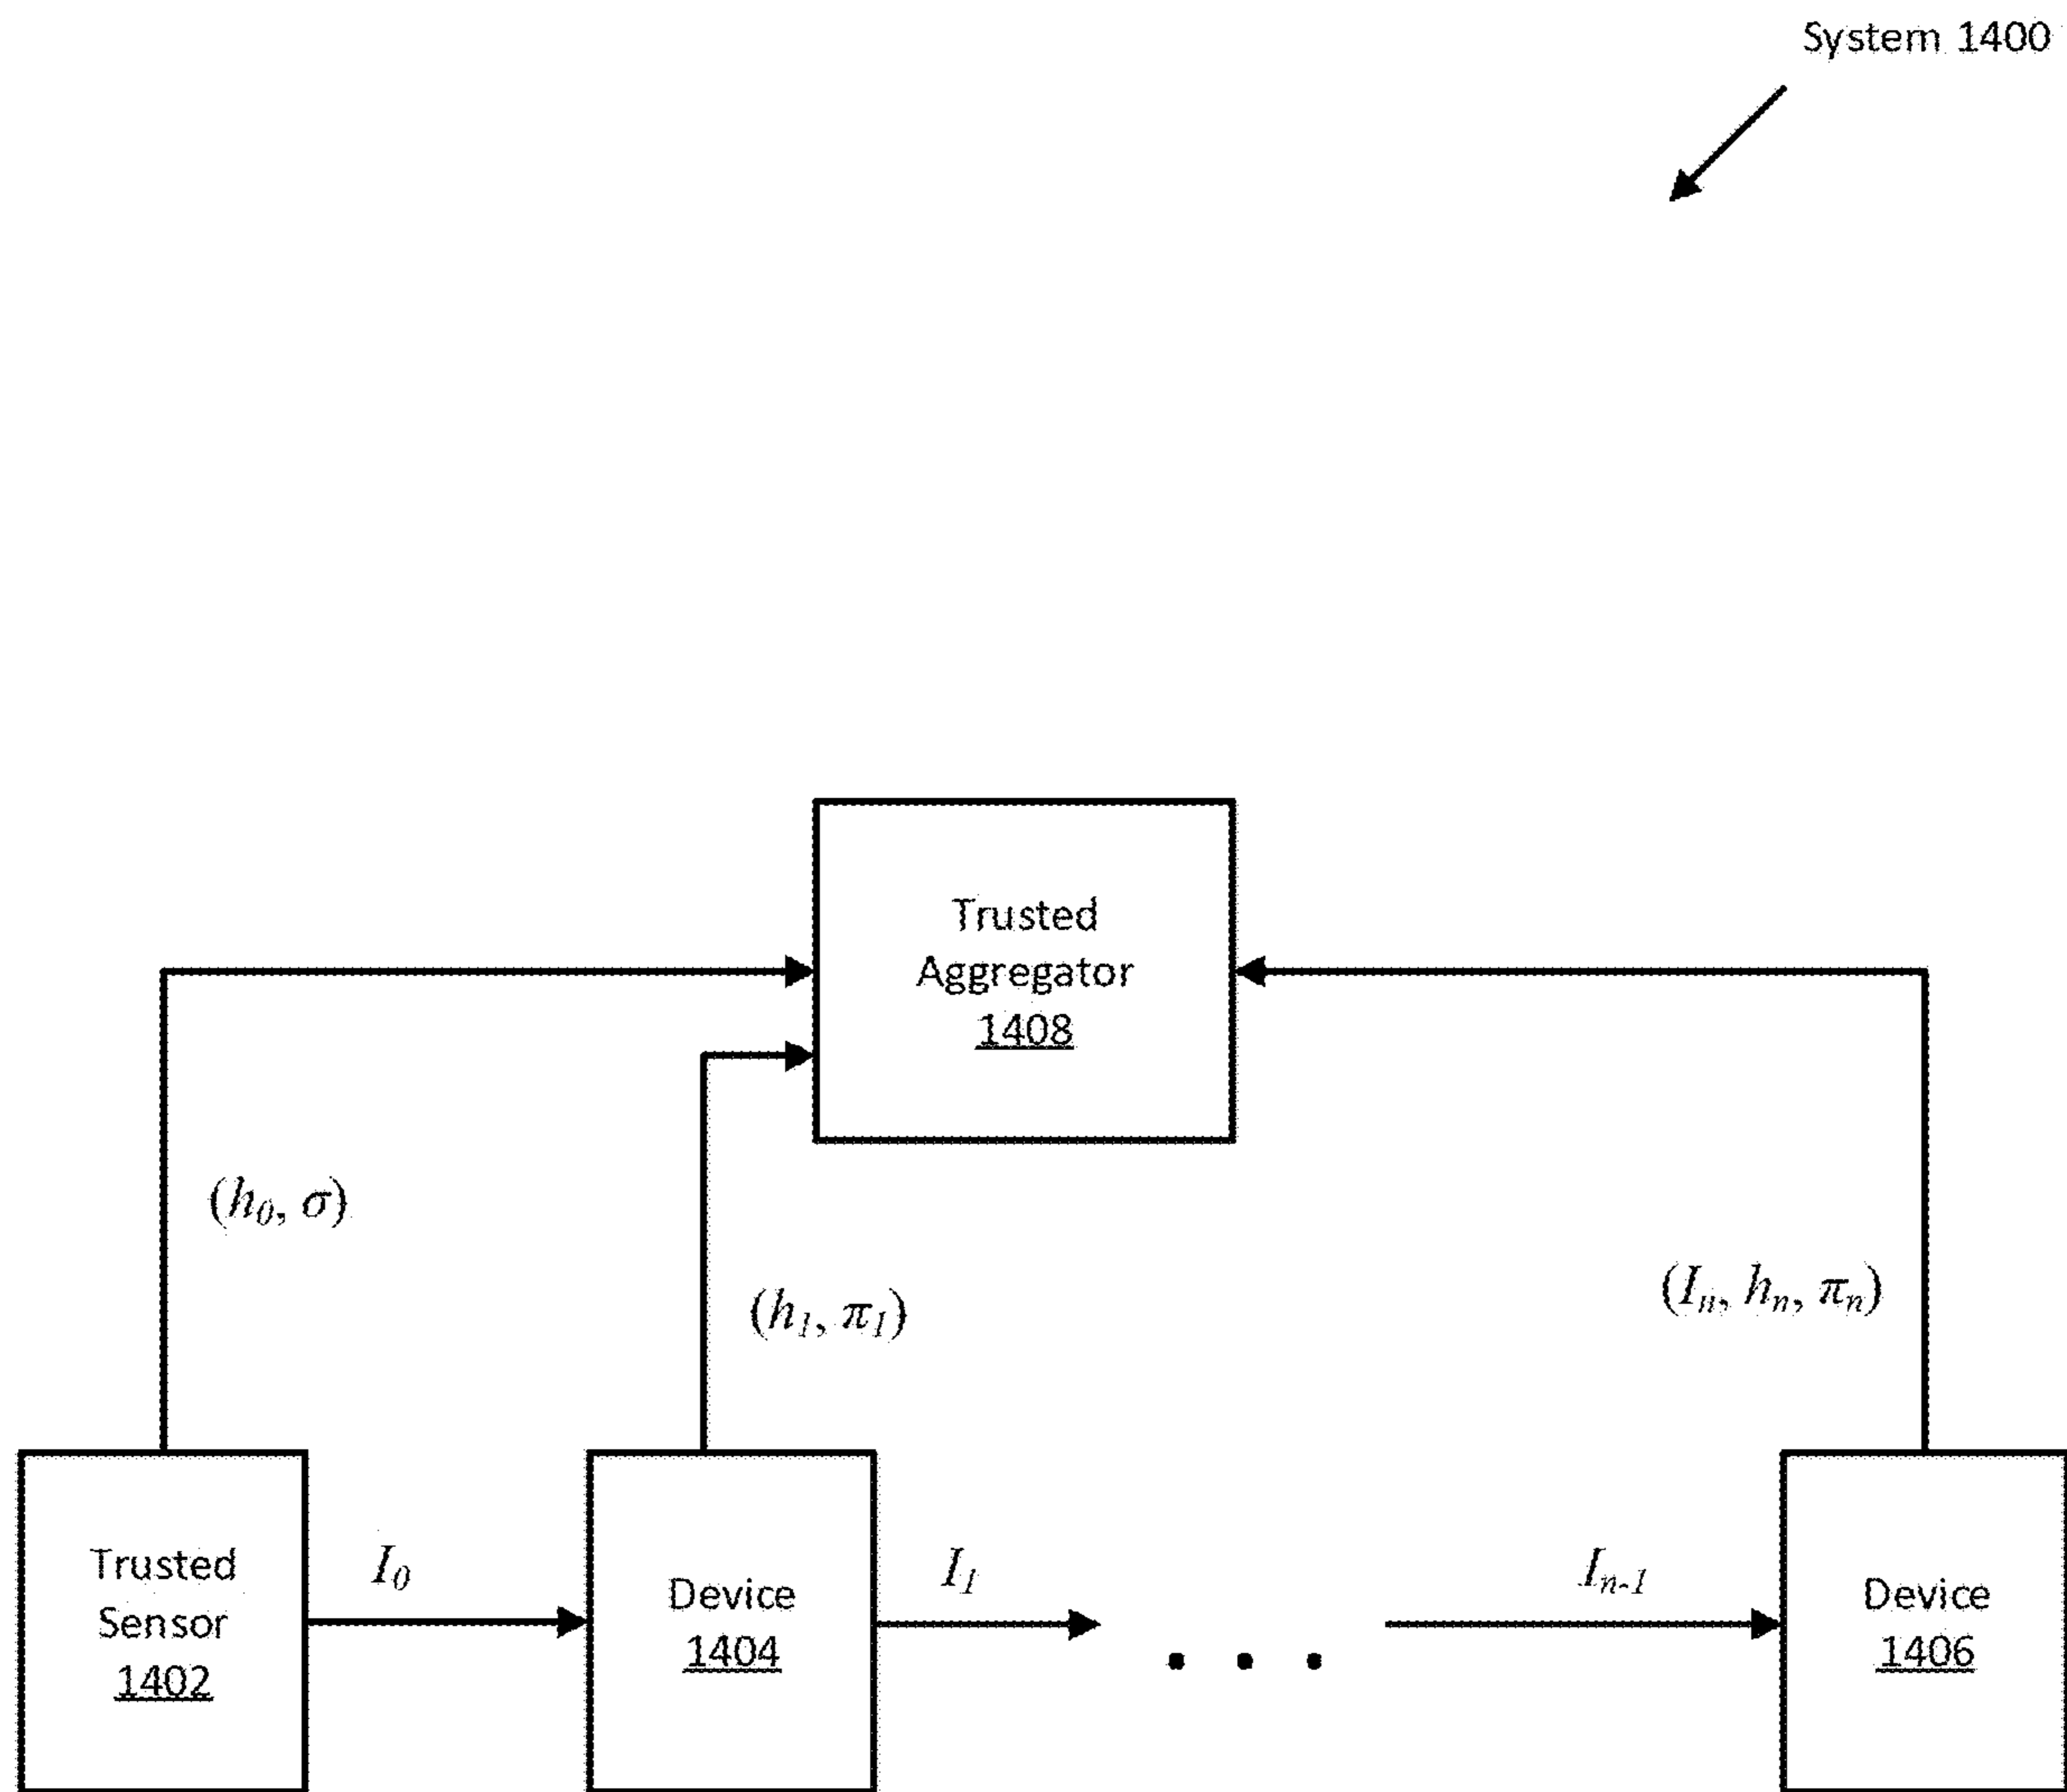 System 1400
Trusted
Aggregator
1408
(h₀, σ)
(h₁, π₁)
(Iₙ, hₙ, πₙ)
Trusted
Sensor
1402
I₀
Device
1404
I₁
. . .
Iₙ₋₁
Device
1406